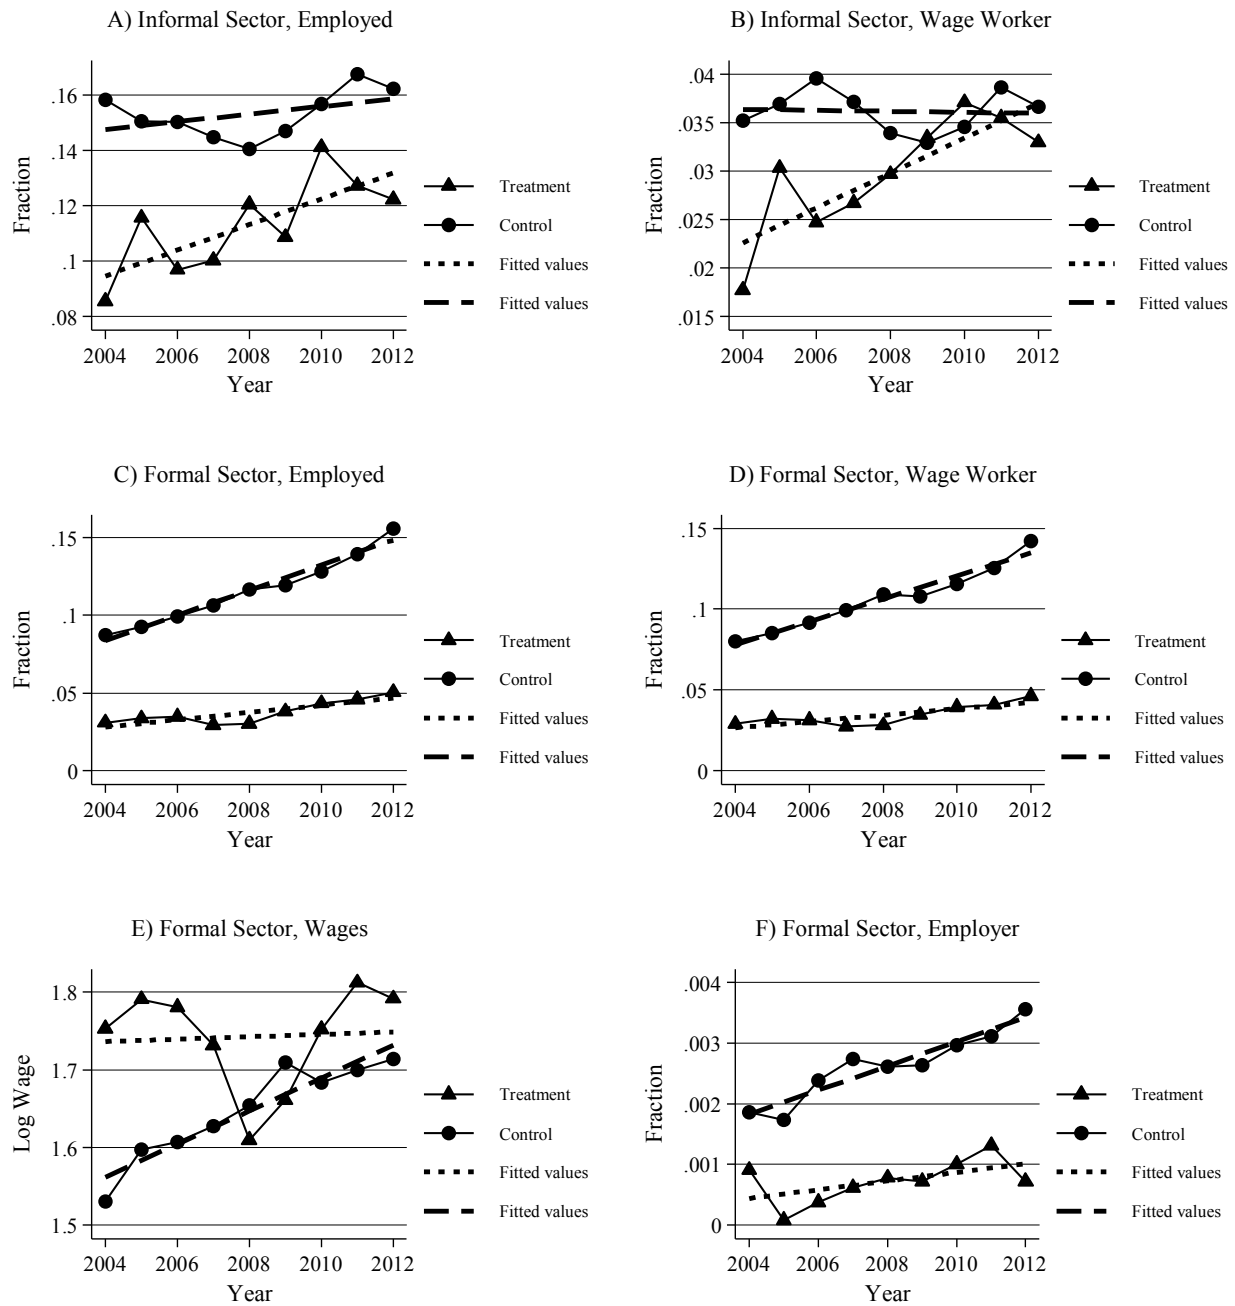 A) Informal Sector, Employed
Fraction
.16
.14
.12
.1
.08
2004 2006 2008 2010 2012
Year
Treatment
Control
Fitted values
Fitted values
B) Informal Sector, Wage Worker
Fraction
.04
.035
.03
.025
.02
.015
2004 2006 2008 2010 2012
Year
Treatment
Control
Fitted values
Fitted values
C) Formal Sector, Employed
Fraction
.15
.1
.05
0
2004 2006 2008 2010 2012
Year
Treatment
Control
Fitted values
Fitted values
D) Formal Sector, Wage Worker
Fraction
.15
.1
.05
0
2004 2006 2008 2010 2012
Year
Treatment
Control
Fitted values
Fitted values
E) Formal Sector, Wages
Log Wage
1.8
1.7
1.6
1.5
2004 2006 2008 2010 2012
Year
Treatment
Control
Fitted values
Fitted values
F) Formal Sector, Employer
Fraction
.004
.003
.002
.001
0
2004 2006 2008 2010 2012
Year
Treatment
Control
Fitted values
Fitted values